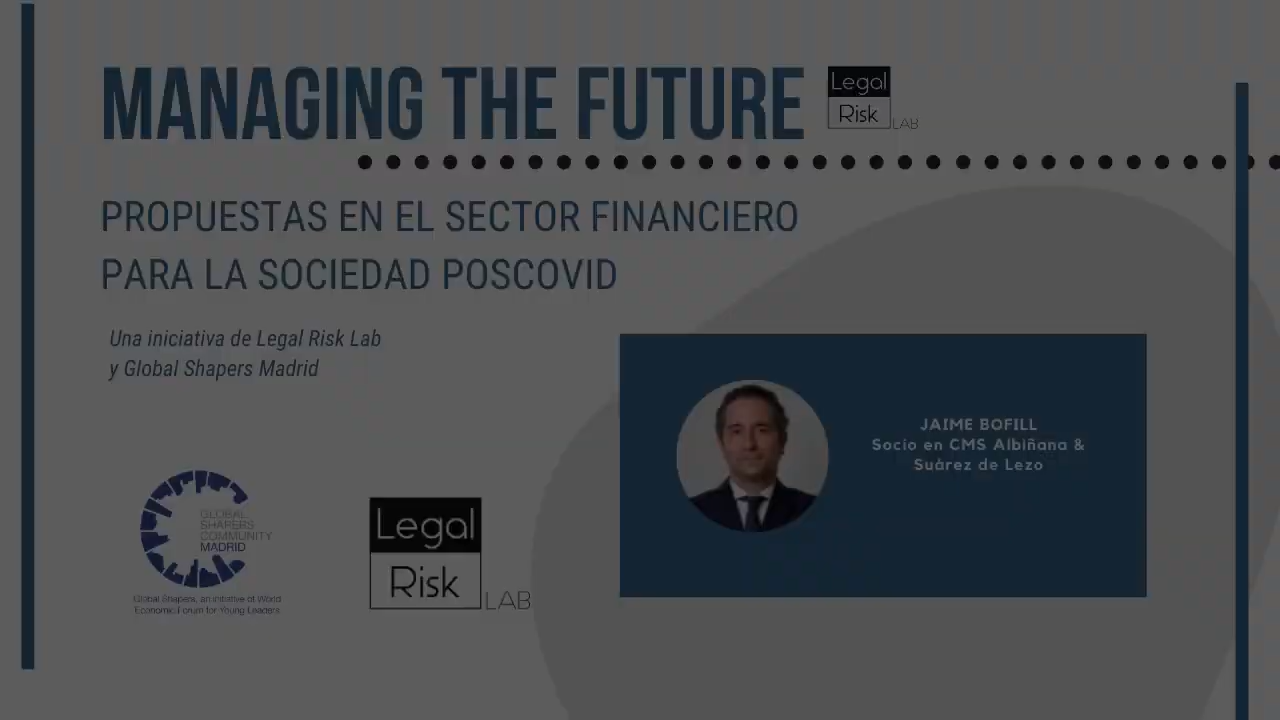 MANAGING THE FUTURE
Legal
Risk
LAB
PROPUESTAS EN EL SECTOR FINANCIERO
PARA LA SOCIEDAD POSCOVID
Una iniciativa de Legal Risk Lab
y Global Shapers Madrid
JAIME BOFILL
Socio en CMS Albiñana &
Suàrez de Lezo
GLOBAL
SHAPERS
COMMUNITY
MADRID
Global Shapers, an initiative of World
Economic Forum for Young Leaders
Legal
Risk
LAB